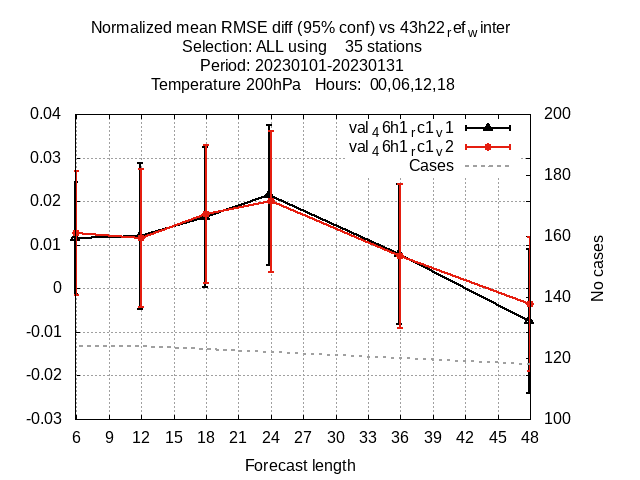 Normalized mean RMSE diff (95% conf) vs 43h22refwinter
Selection: ALL using 35 stations
Period: 20230101-20230131
Temperature 200hPa Hours: 00,06,12,18
0.04 200
val46h1rc1v1
val46h1rc1v2
Cases
0.03
180
0.02
0.01 160
0
140
-0.01
120
-0.02
-0.03 100
No cases
6 9 12 15 18 21 24 27 30 33 36 39 42 45 48
Forecast length